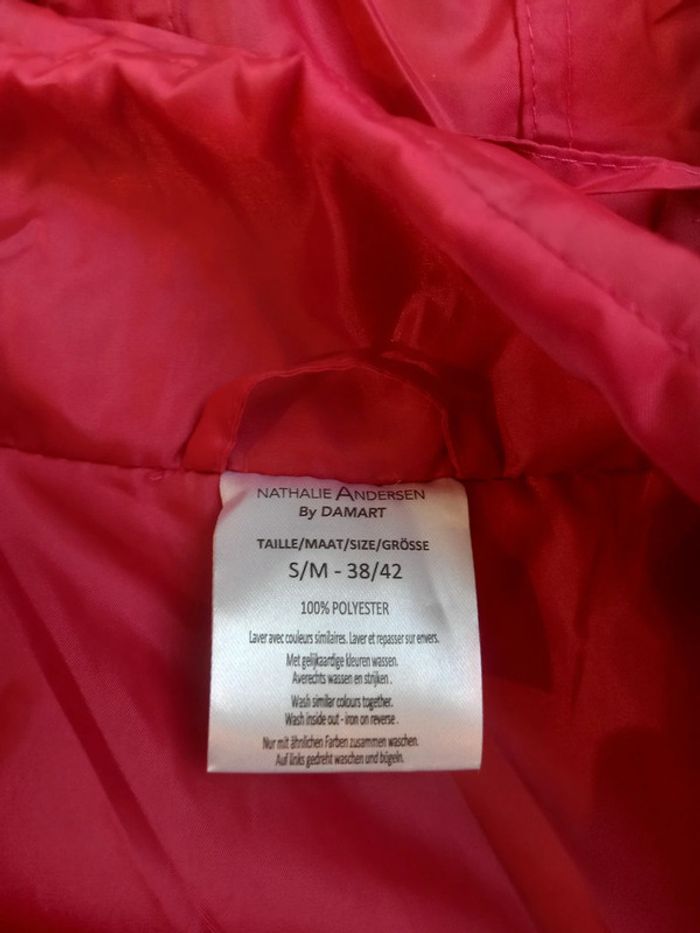 NATHALIE ANDERSEN
By DAMART
TAILLE/MAAT/SIZE/GRÖSSE
S/M - 38/42
100% POLYESTER
Laver avec couleurs similaires. Laver et repasser sur envers.
Met gelijkaardige kleuren wassen.
Averechts wassen en strijken .
Wash similar colours together.
Wash inside out - iron on reverse .
Nur mit ähnlichen Farben zusammen waschen.
Auf links gedreht waschen und bügeln.